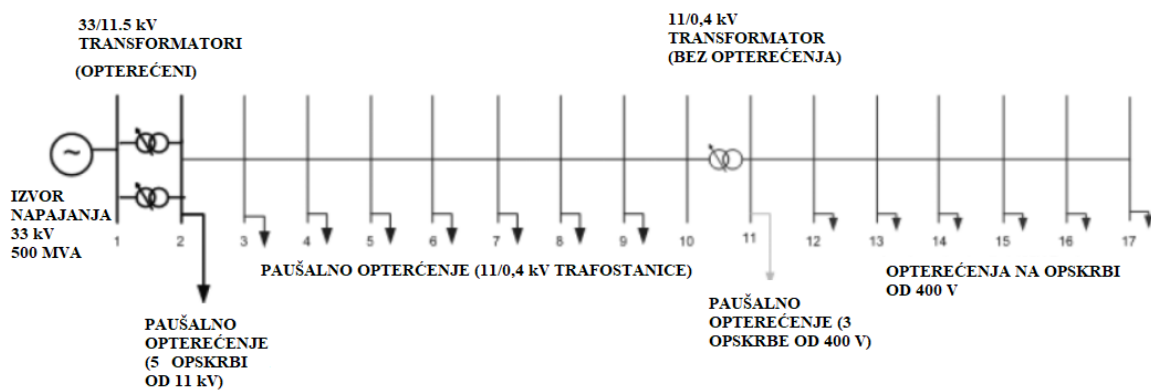 33/11.5 kV
TRANSFORMATORI
(OPTEREĆENI)
11/0,4 kV
TRANSFORMATOR
(BEZ OPTEREĆENJA)
~
IZVOR
NAPAJANJA
33 kV
500 MVA
1
2
3
4
5
6
7
8
9
10
11
12
13
14
15
16
17
PAUŠALNO OPTERĆENJE (11/0,4 kV TRAFOSTANICE)
OPTEREĆENJA NA OPSKRBI
OD 400 V
PAUŠALNO
OPTEREĆENJE
(5 OPSKRBI
OD 11 kV)
PAUŠALNO
OPTEREĆENJE (3
OPSKRBE OD 400 V)